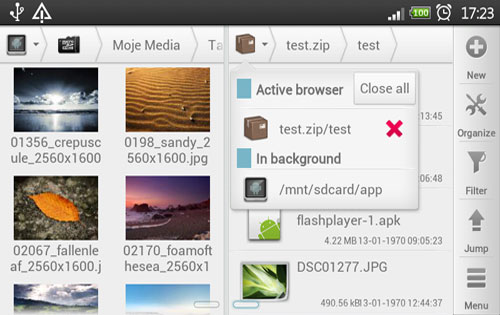 100 17:23
Moje Media
Ta
01356_crepuscule_2560x1600
0198_sandy_2560x1600.jpg
02067_fallenleaf_2560x1600.j
02170_foamofthesea_2560x1
test.zip
test
Active browser
Close all
test.zip/test
In background
/mnt/sdcard/app
13:45
06:48
flashplayer-1.apk
4.22 MB 13-01-1970 09:05:23
DSC01277.JPG
490.56 kB 13-01-1970 12:44:37
New
Organize
Filter
Jump
Menu